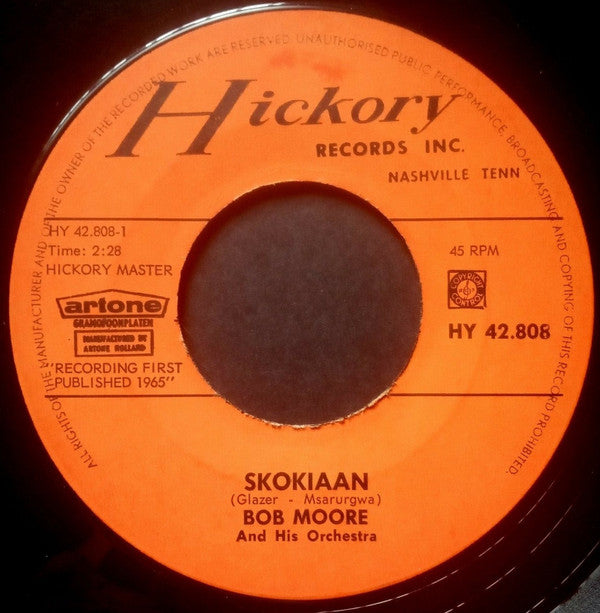 ALL RIGHTS OF THE MANUFACTURER AND OF THE OWNER OF THE RECORDED WORK ARE RESERVED. UNAUTHORISED PUBLIC PERFORMANCE, BROADCASTING AND COPYING OF THIS RECORD PROHIBITED.
Hickory
RECORDS INC.
NASHVILLE TENN
HY 42.808-1
Time: 2:28
HICKORY MASTER
45 RPM
artone
GRAMOFOONPLATEN
MANUFACTURED BY
ARTONE HOLLAND
COPYRIGHT
CONTROL
HY 42.808
"RECORDING FIRST
PUBLISHED 1965"
SKOKIAAN
(Glazer - Msarurgwa)
BOB MOORE
And His Orchestra